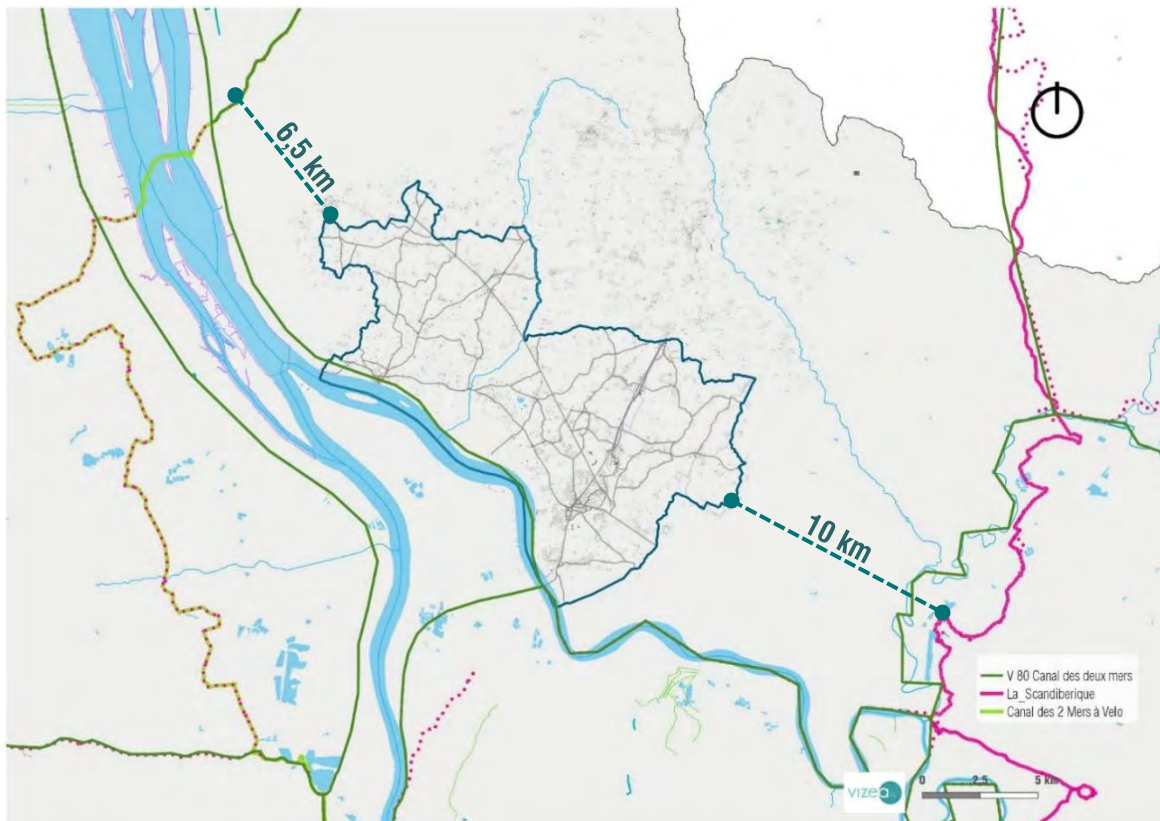 6,5 km
10 km
V 80 Canal des deux mers
La_Scandiberique
Canal des 2 Mers à Velo
vizea
0 2,5 5 km